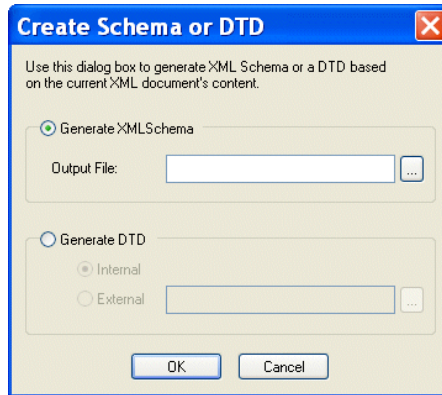 Create Schema or DTD
Use this dialog box to generate XML Schema or a DTD based
on the current XML document's content.
Generate XMLSchema
Output File:
...
Generate DTD
Internal
External
...
OK
Cancel